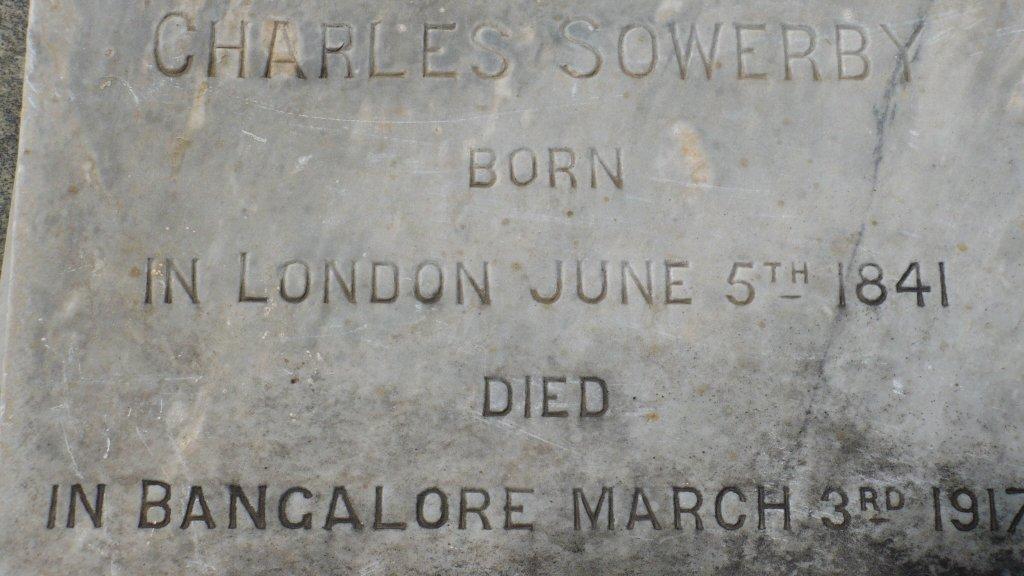 CHARLES SOWERBY
BORN
IN LONDON JUNE 5TH 1841
DIED
IN BANGALORE MARCH 3RD 1917